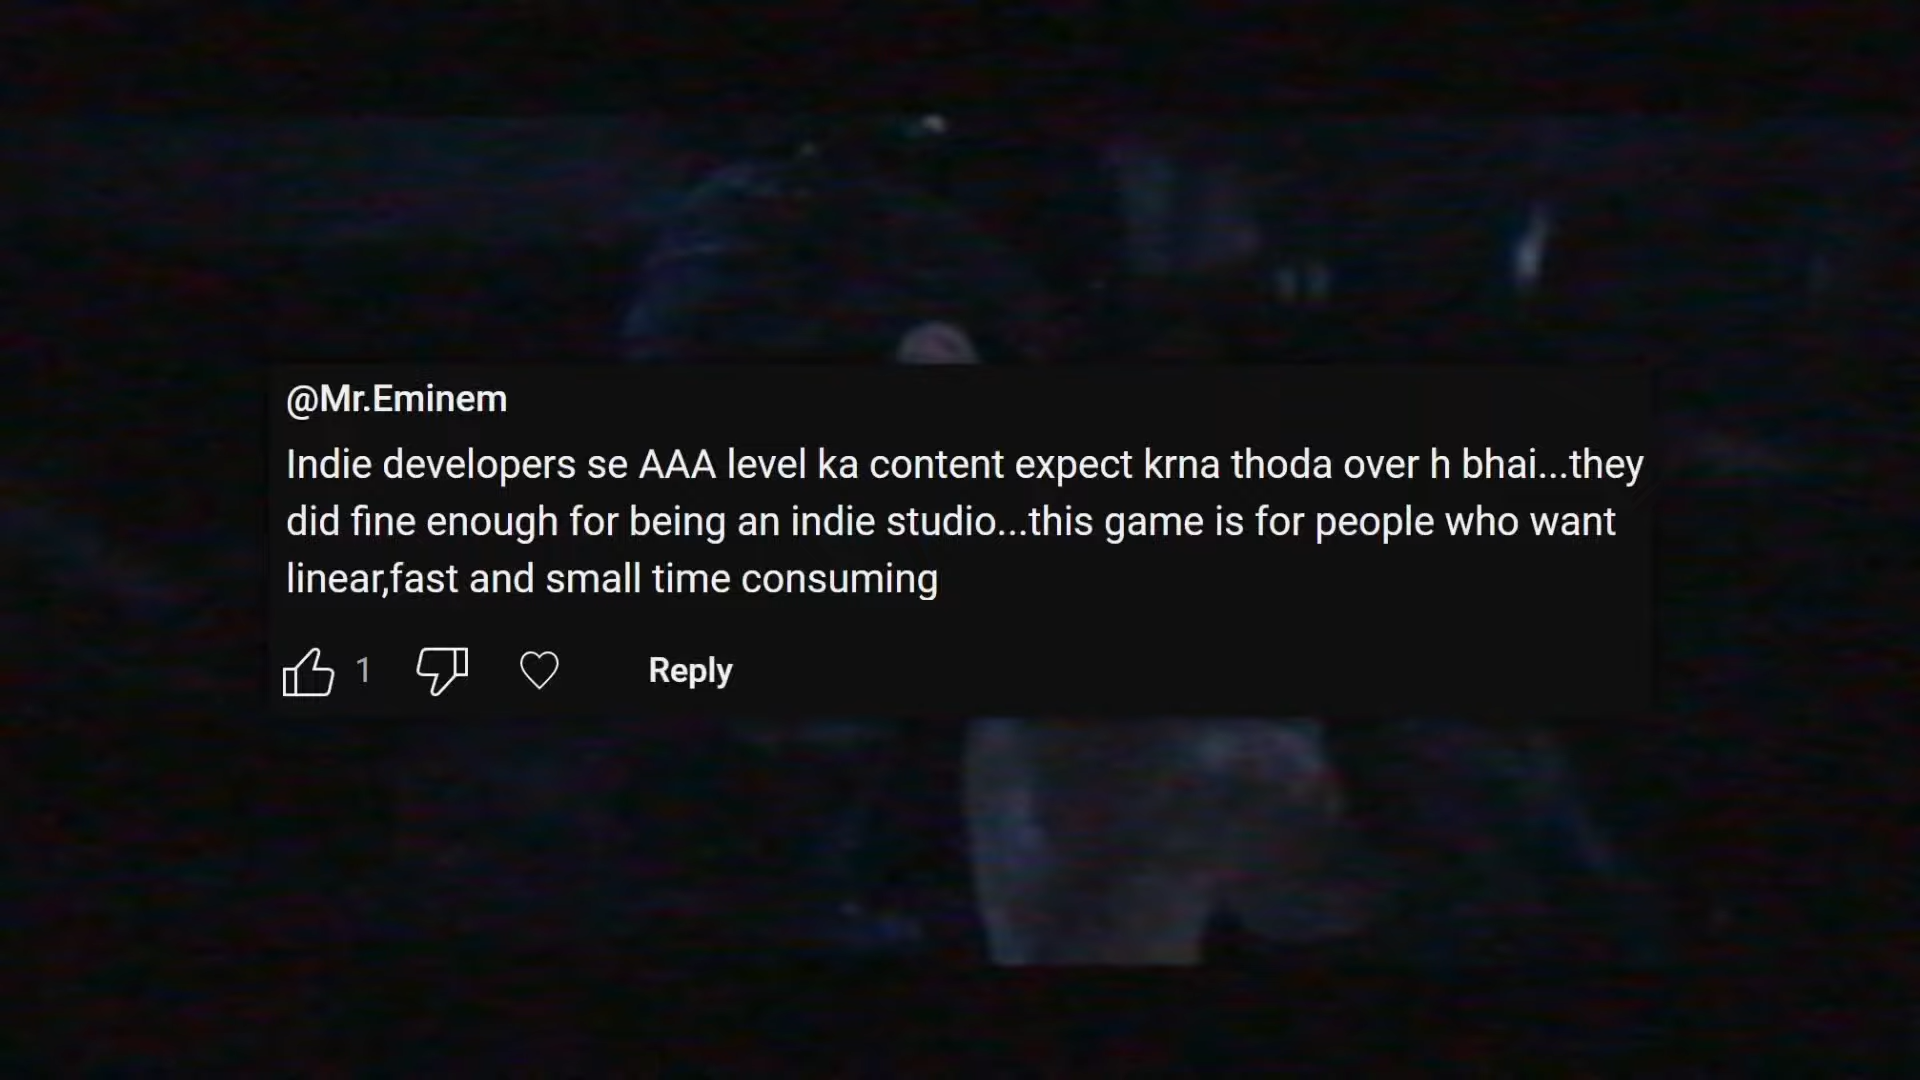 @Mr.Eminem
Indie developers se AAA level ka content expect krna thoda over h bhai...they
did fine enough for being an indie studio...this game is for people who want
linear,fast and small time consuming
1 Reply